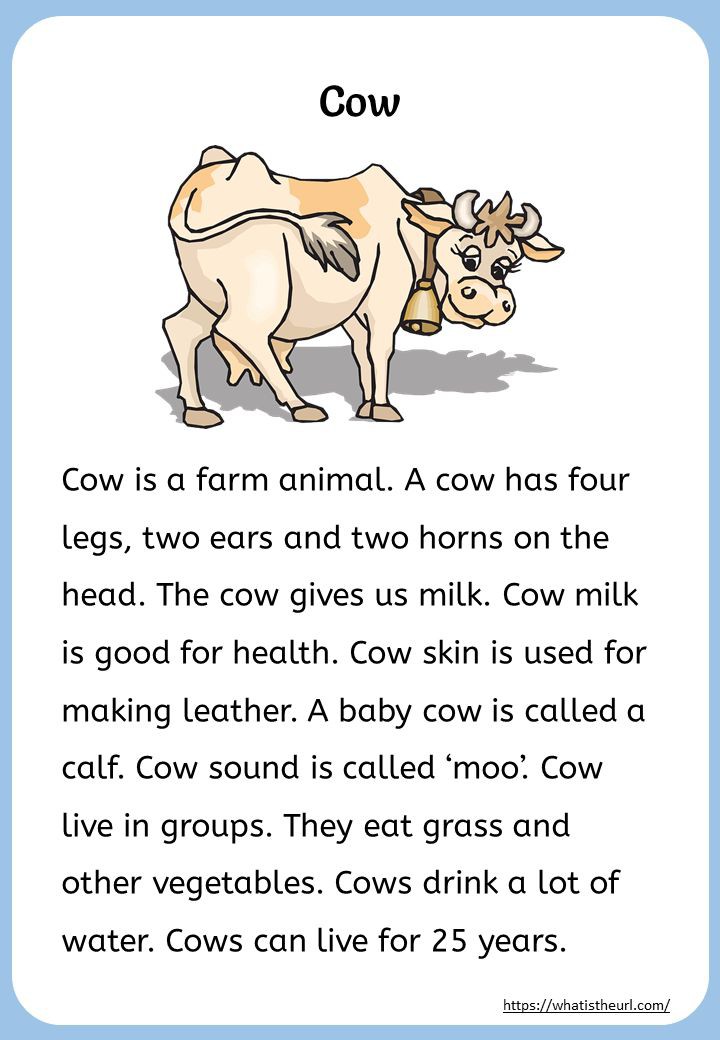 Cow
Cow is a farm animal. A cow has four
legs, two ears and two horns on the
head. The cow gives us milk. Cow milk
is good for health. Cow skin is used for
making leather. A baby cow is called a
calf. Cow sound is called ‘moo’. Cow
live in groups. They eat grass and
other vegetables. Cows drink a lot of
water. Cows can live for 25 years.
https://whatistheurl.com/